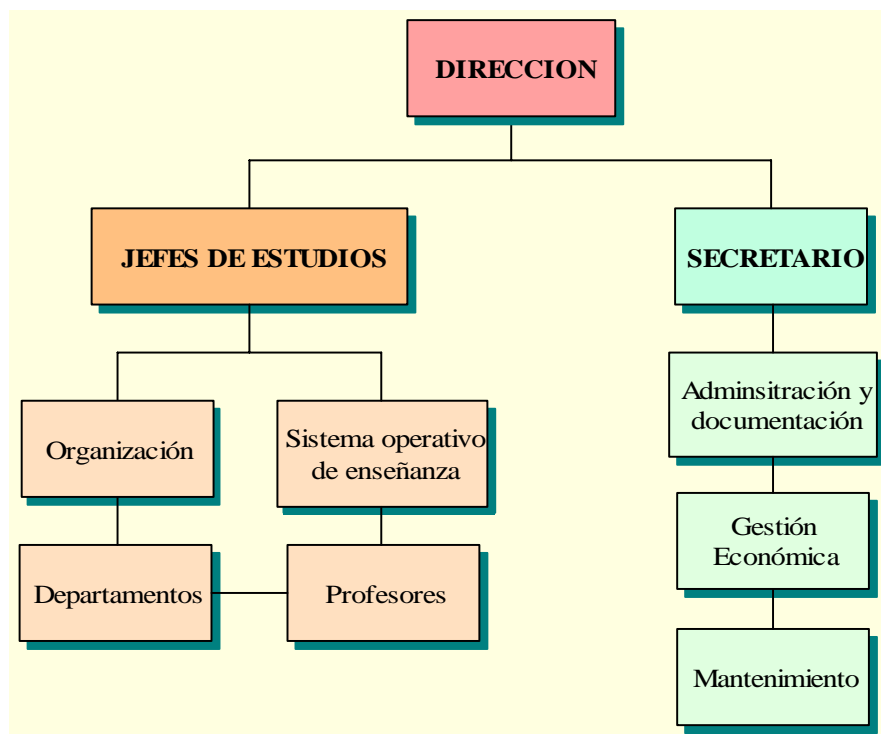 DIRECCION
JEFES DE ESTUDIOS
SECRETARIO
Organización
Sistema operativo
de enseñanza
Departamentos
Profesores
Adminsitración y
documentación
Gestión
Económica
Mantenimiento